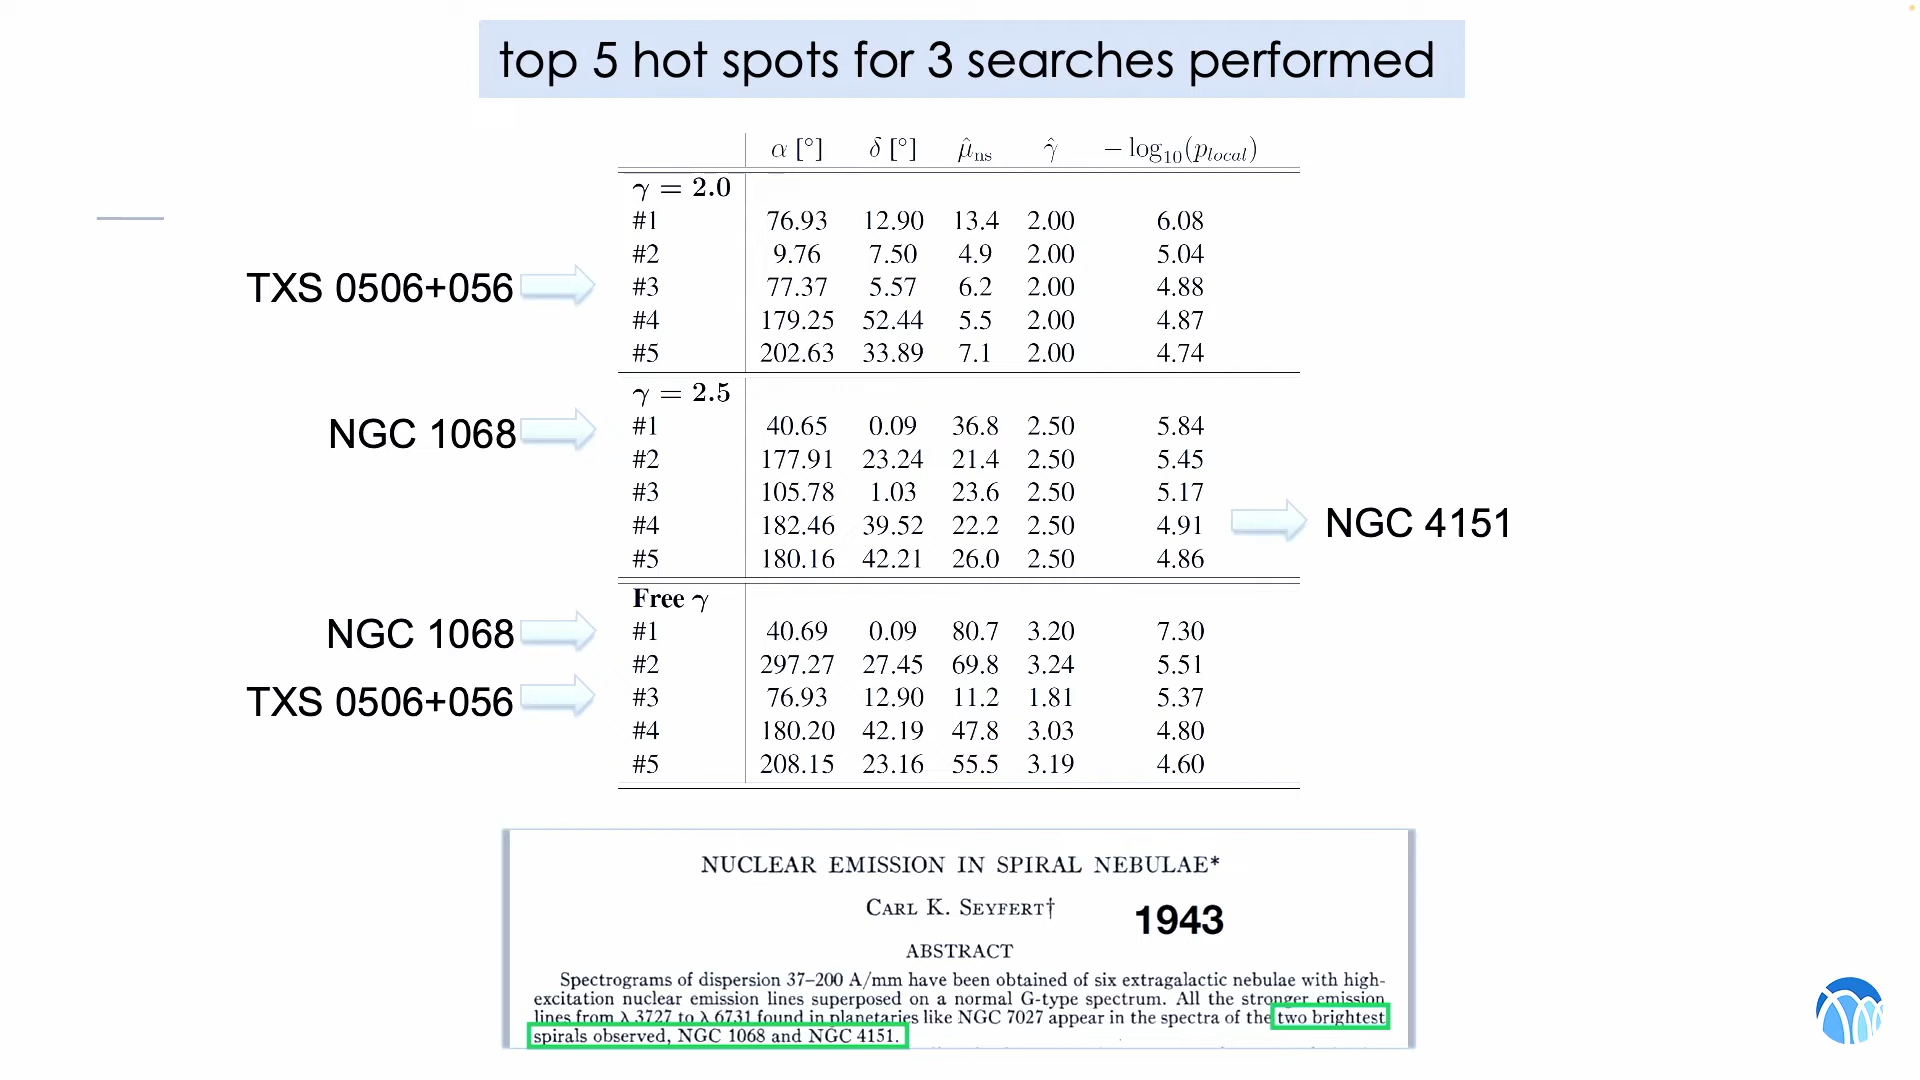 top 5 hot spots for 3 searches performed
α [°] δ [°] μ̂ns γ̂ − log10(plocal)
γ = 2.0
#1 76.93 12.90 13.4 2.00 6.08
#2 9.76 7.50 4.9 2.00 5.04
TXS 0506+056 #3 77.37 5.57 6.2 2.00 4.88
#4 179.25 52.44 5.5 2.00 4.87
#5 202.63 33.89 7.1 2.00 4.74
γ = 2.5
NGC 1068 #1 40.65 0.09 36.8 2.50 5.84
#2 177.91 23.24 21.4 2.50 5.45
#3 105.78 1.03 23.6 2.50 5.17
#4 182.46 39.52 22.2 2.50 4.91 NGC 4151
#5 180.16 42.21 26.0 2.50 4.86
Free γ
NGC 1068 #1 40.69 0.09 80.7 3.20 7.30
#2 297.27 27.45 69.8 3.24 5.51
TXS 0506+056 #3 76.93 12.90 11.2 1.81 5.37
#4 180.20 42.19 47.8 3.03 4.80
#5 208.15 23.16 55.5 3.19 4.60
NUCLEAR EMISSION IN SPIRAL NEBULAE*
CARL K. SEYFERT† 1943
ABSTRACT
Spectrograms of dispersion 37–200 A/mm have been obtained of six extragalactic nebulae with high-
excitation nuclear emission lines superposed on a normal G-type spectrum. All the stronger emission
lines from λ 3727 to λ 6731 found in planetaries like NGC 7027 appear in the spectra of the two brightest
spirals observed, NGC 1068 and NGC 4151.